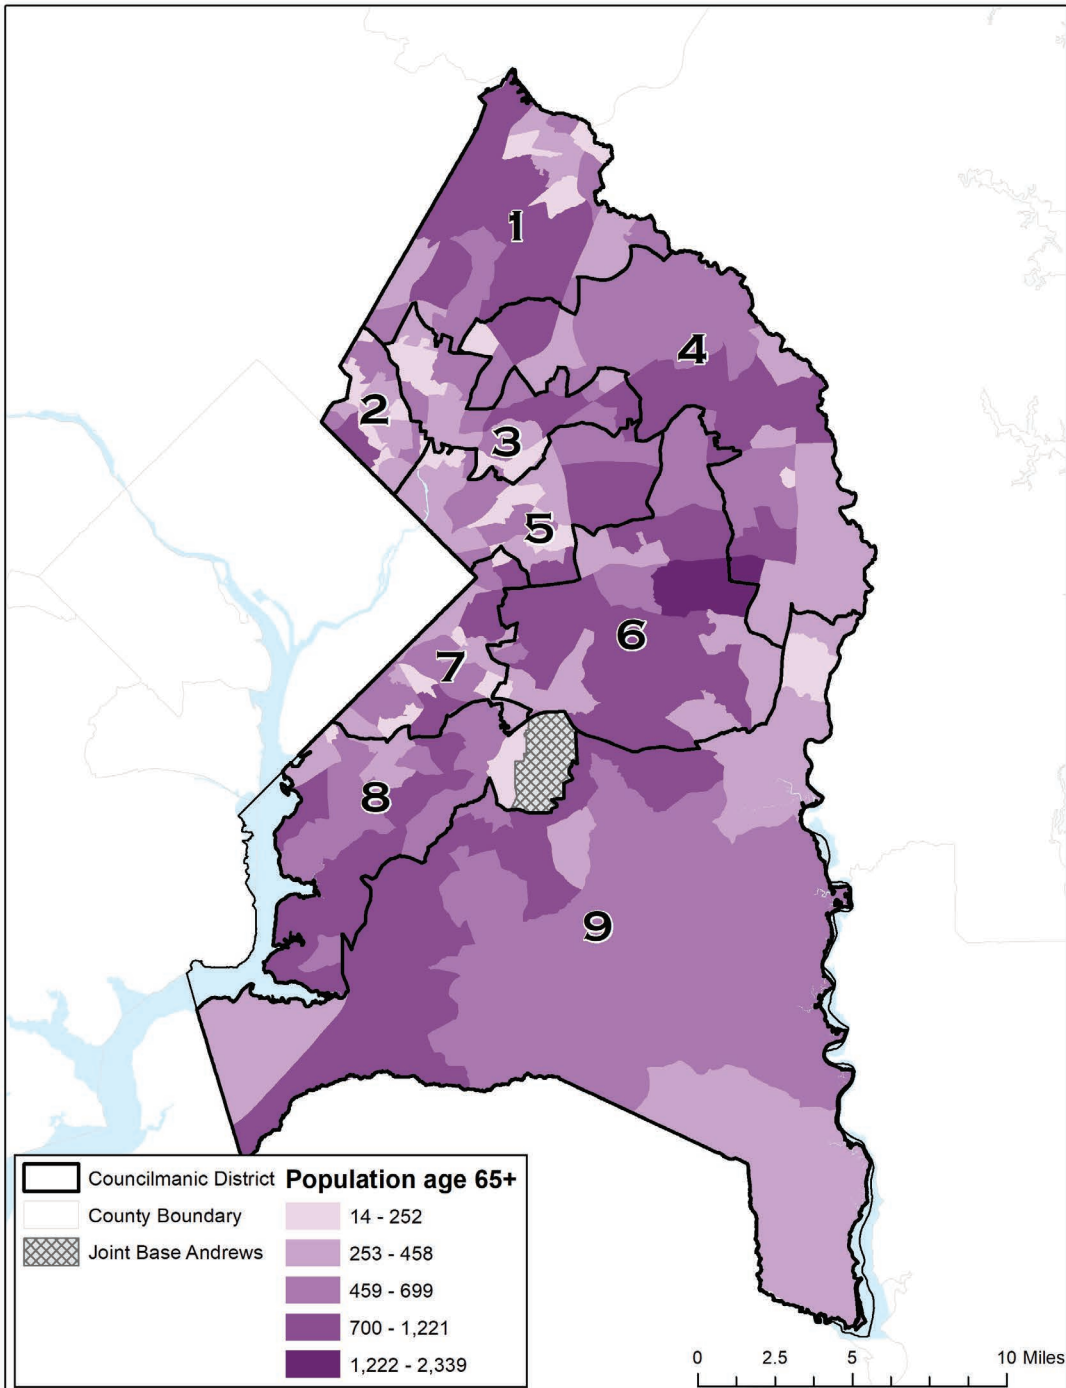 1
4
2
3
5
6
7
8
9
Councilmanic District
County Boundary
Joint Base Andrews
Population age 65+
14 - 252
253 - 458
459 - 699
700 - 1,221
1,222 - 2,339
0 2.5 5 10 Miles